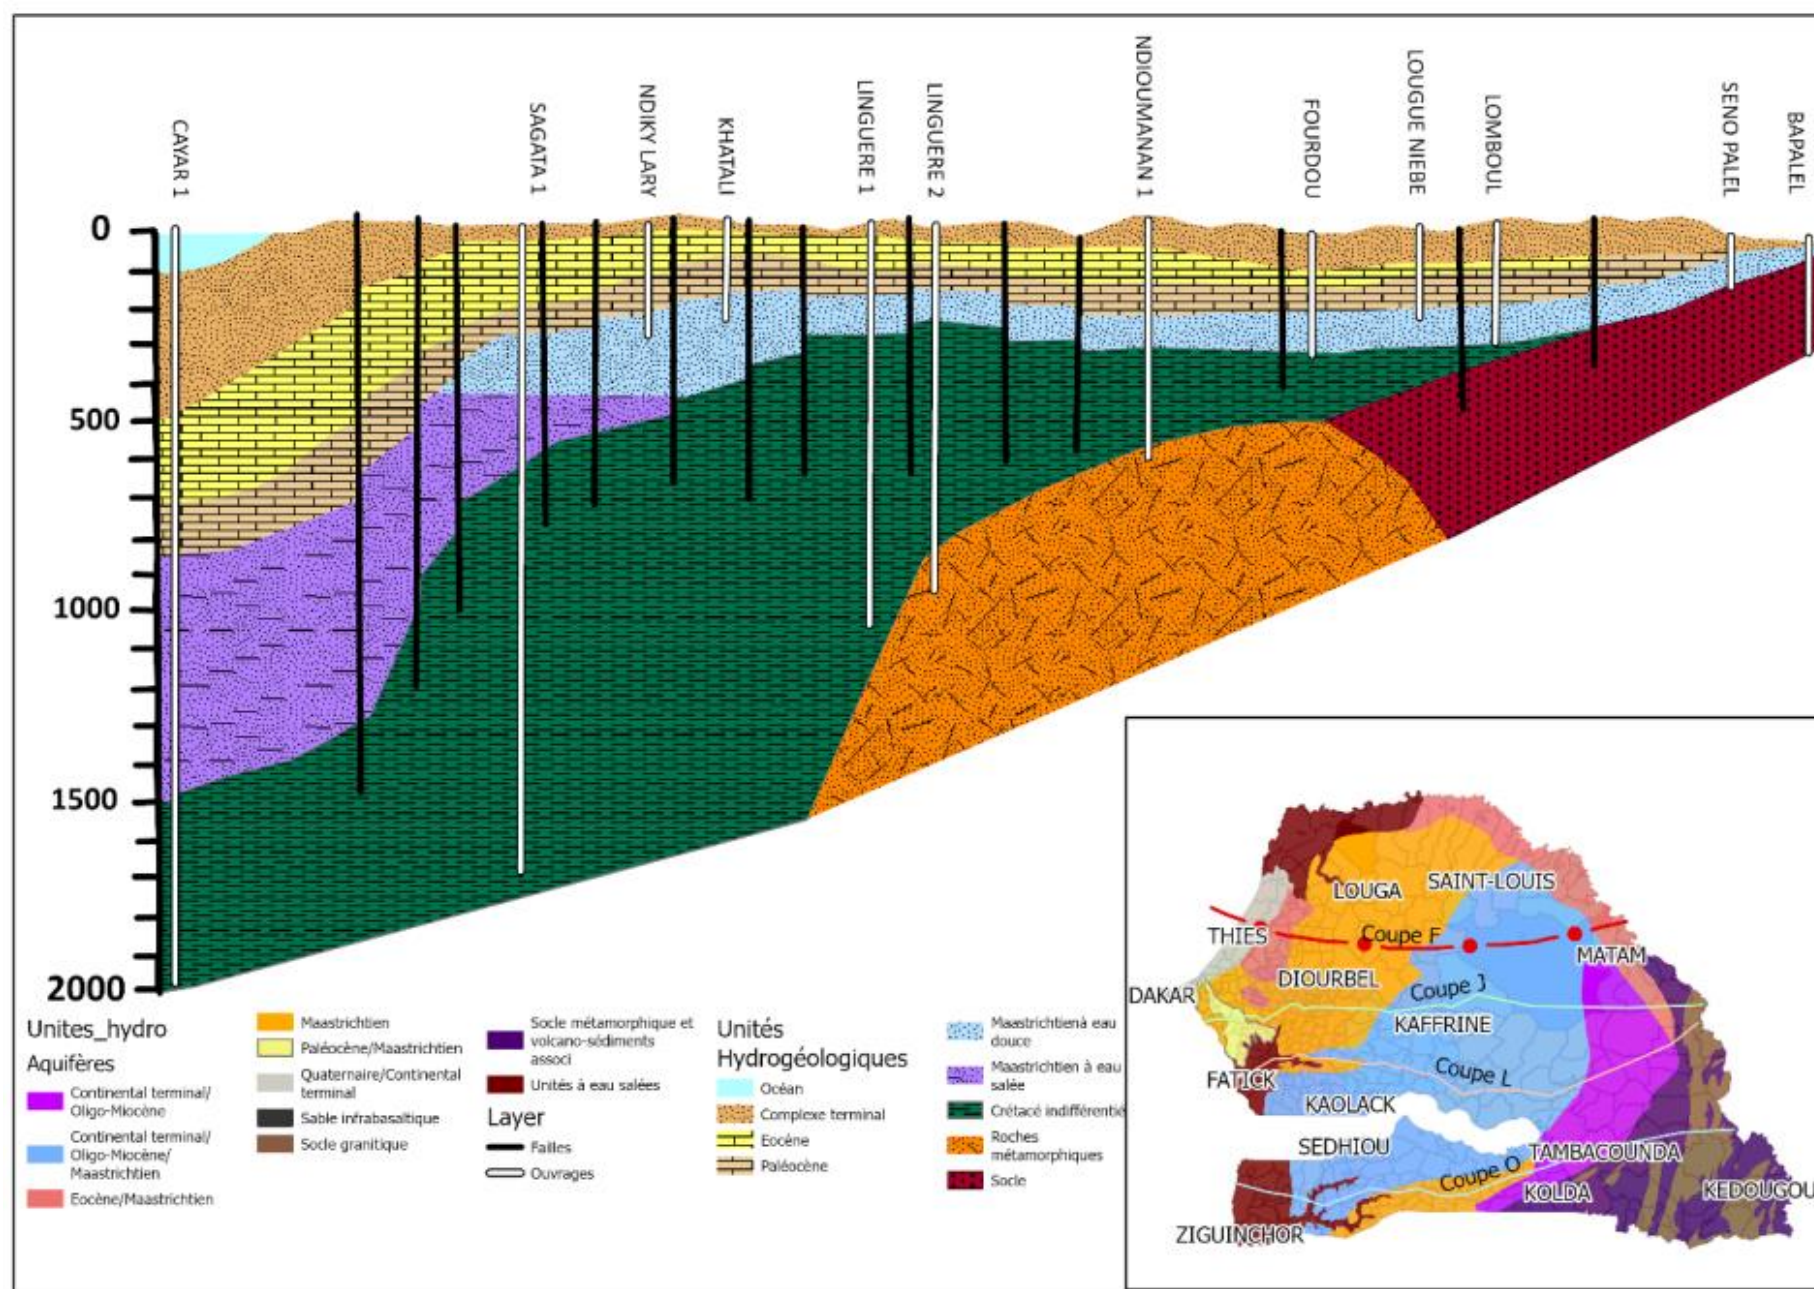 CAYAR 1
SAGATA 1
NDIKY LARY
KHATALI
LINGUERE 1
LINGUERE 2
NDIOUMANAN 1
FOURDOU
LOUGUE NIEBE
LOMBOUL
SENO PALEL
BAPALEL
0
500
1000
1500
2000
Unites_hydro
Aquifères
Continental terminal/
Oligo-Miocène
Continental terminal/
Oligo-Miocène/
Maastrichtien
Eocène/Maastrichtien
Maastrichtien
Paléocène/Maastrichtien
Quaternaire/Continental
terminal
Sable infrabasaltique
Socle granitique
Socle métamorphique et
volcano-sédiments
associ
Unités à eau salées
Layer
Failles
Ouvrages
Unités
Hydrogéologiques
Océan
Complexe terminal
Eocène
Paléocène
Maastrichtienà eau
douce
Maastrichtien à eau
salée
Crétacé indifférentié
Roches
métamorphiques
Socle
LOUGA
SAINT-LOUIS
THIES
Coupe F
MATAM
DIOURBEL
DAKAR
Coupe J
KAFFRINE
FATICK
Coupe L
KAOLACK
SEDHIOU
TAMBACOUNDA
Coupe O
KOLDA
KEDOUGOU
ZIGUINCHOR